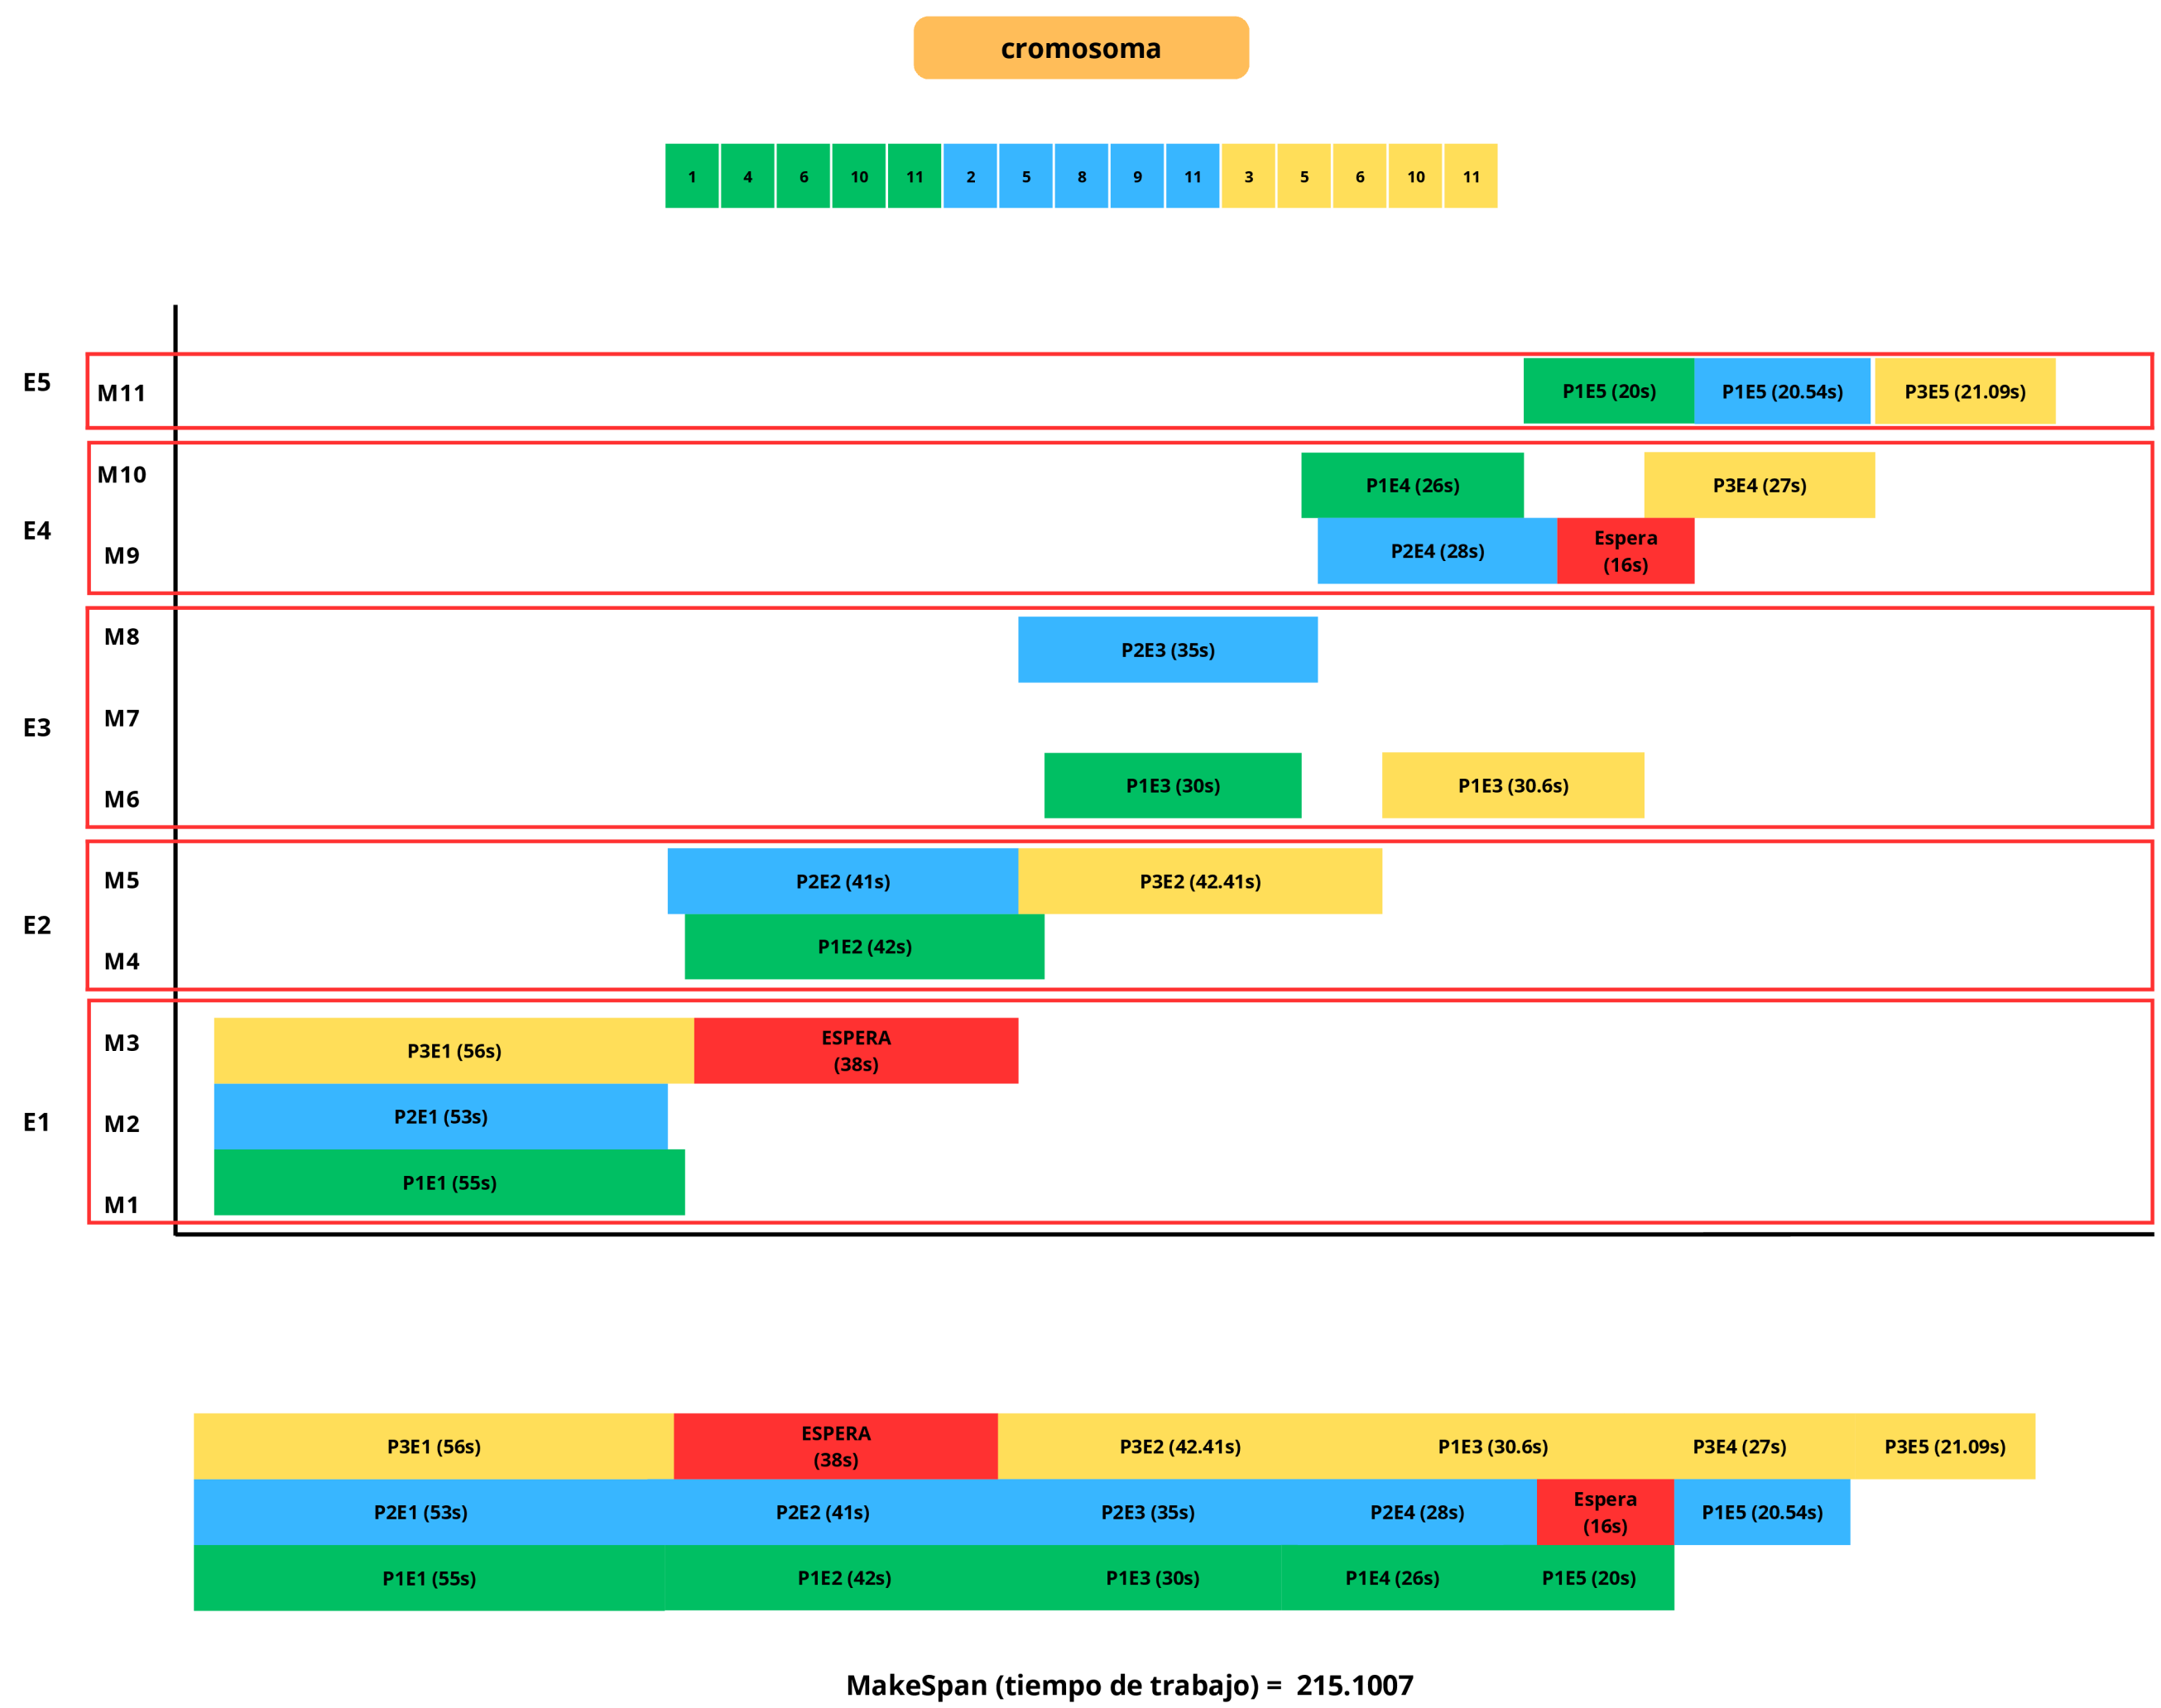 cromosoma
1 4 6 10 11 2 5 8 9 11 3 5 6 10 11
E5
M11
P1E5 (20s)
P1E5 (20.54s)
P3E5 (21.09s)
E4
M10
P1E4 (26s)
P3E4 (27s)
M9
P2E4 (28s)
Espera
(16s)
E3
M8
P2E3 (35s)
M7
M6
P1E3 (30s)
P1E3 (30.6s)
E2
M5
P2E2 (41s)
P3E2 (42.41s)
M4
P1E2 (42s)
E1
M3
P3E1 (56s)
ESPERA
(38s)
M2
P2E1 (53s)
M1
P1E1 (55s)
P3E1 (56s)
ESPERA
(38s)
P3E2 (42.41s)
P1E3 (30.6s)
P3E4 (27s)
P3E5 (21.09s)
P2E1 (53s)
P2E2 (41s)
P2E3 (35s)
P2E4 (28s)
Espera
(16s)
P1E5 (20.54s)
P1E1 (55s)
P1E2 (42s)
P1E3 (30s)
P1E4 (26s)
P1E5 (20s)
MakeSpan (tiempo de trabajo) = 215.1007